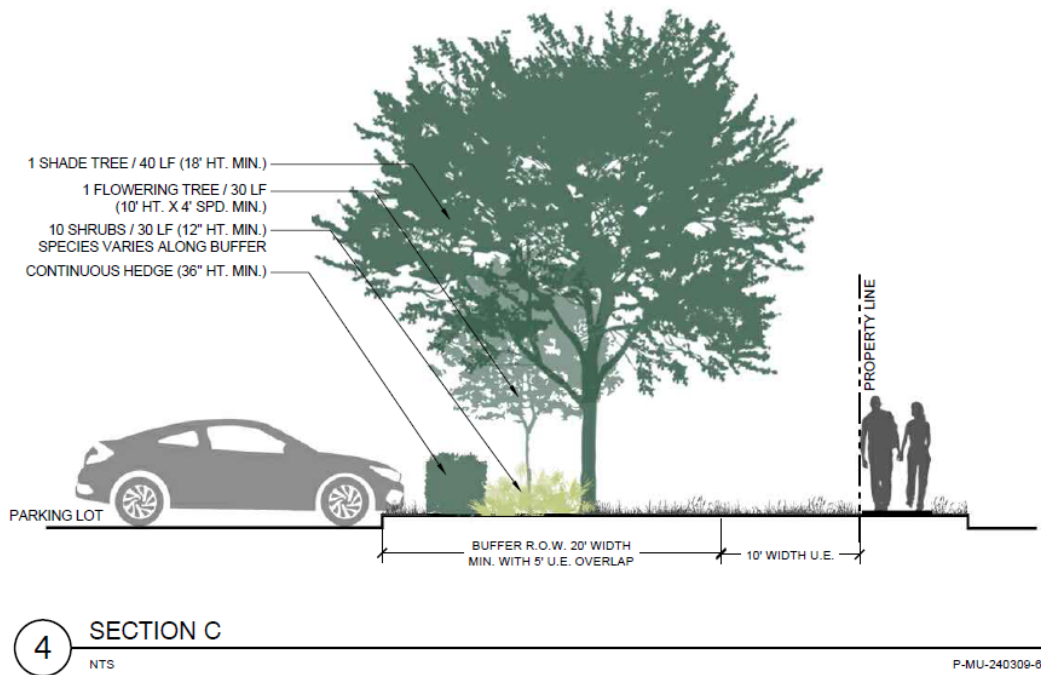 1 SHADE TREE / 40 LF (18' HT. MIN.)
1 FLOWERING TREE / 30 LF
(10' HT. X 4' SPD. MIN.)
10 SHRUBS / 30 LF (12" HT. MIN.)
SPECIES VARIES ALONG BUFFER
CONTINUOUS HEDGE (36" HT. MIN.)
PROPERTY LINE
PARKING LOT
BUFFER R.O.W. 20' WIDTH
MIN. WITH 5' U.E. OVERLAP
10' WIDTH U.E.
4
SECTION C
NTS
P-MU-240309-6